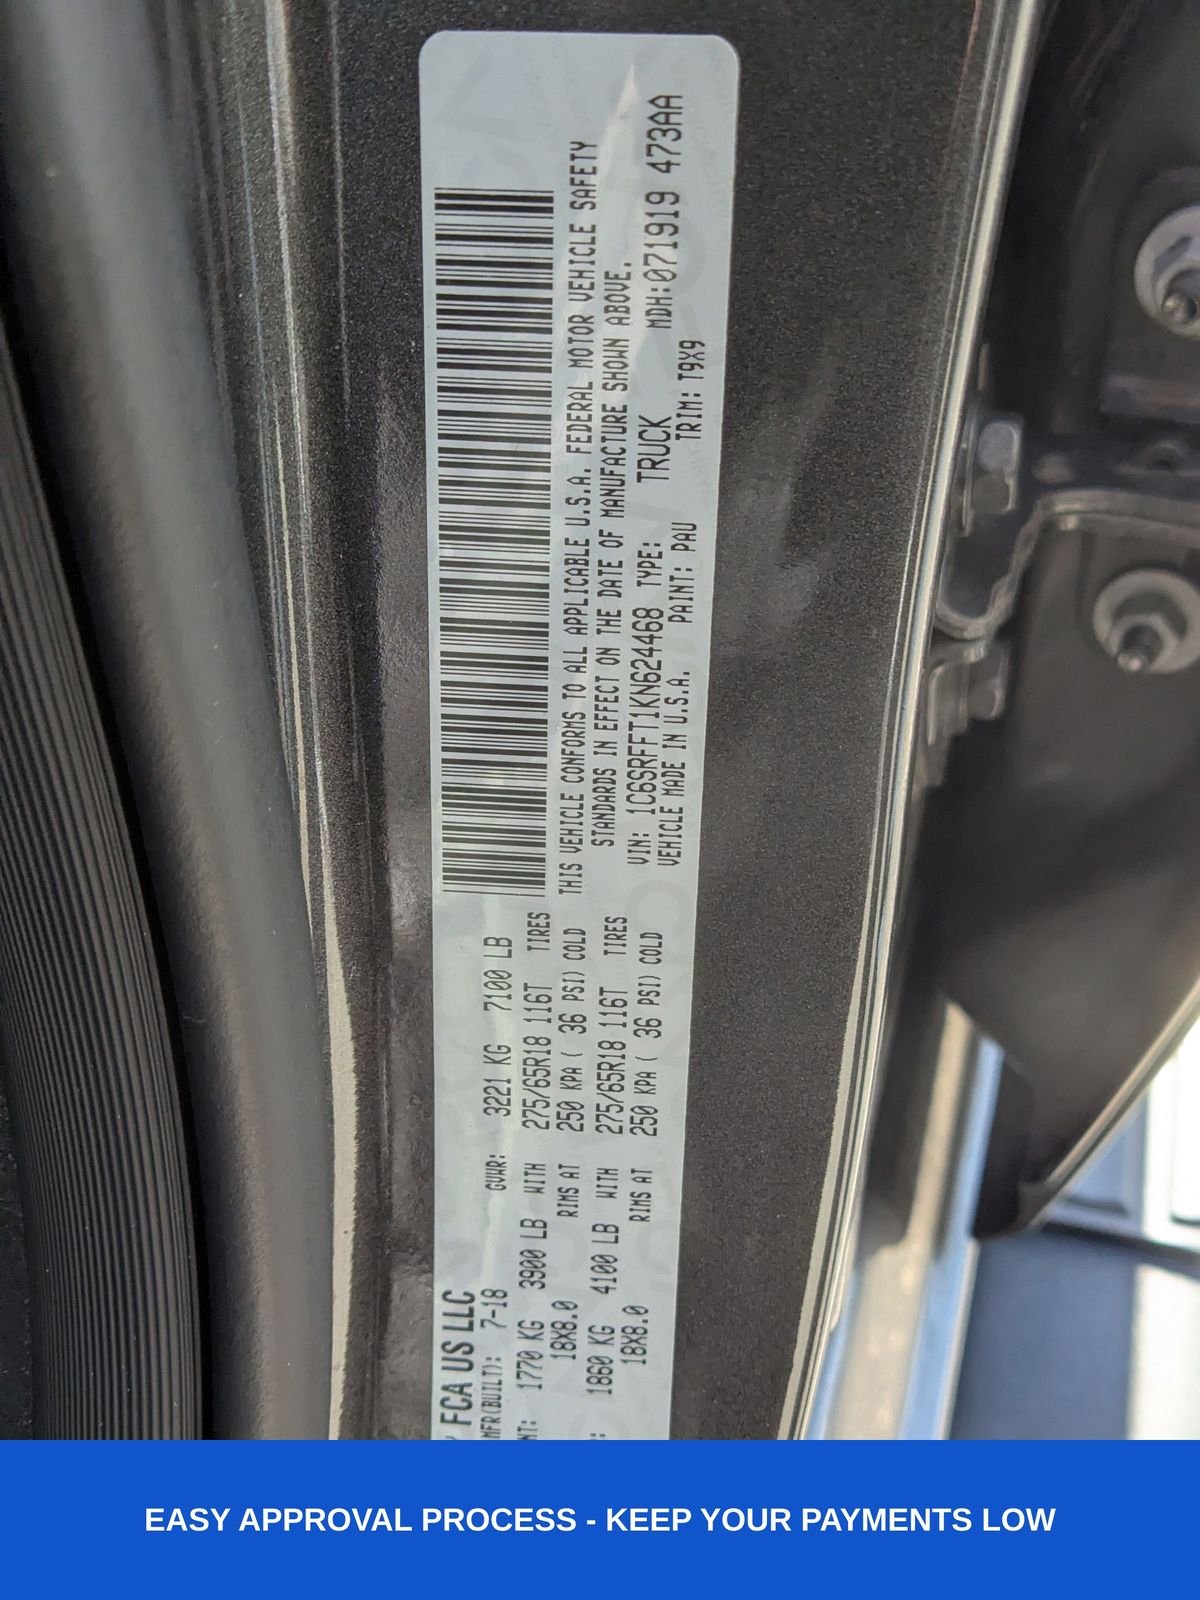 FCA US LLC
MFR(BUILT): 7-18 GVWR: 3221 KG 7100 LB
1770 KG 3900 LB WITH 275/65R18 116T TIRES
18X8.0 RIMS AT 250 KPA ( 36 PSI) COLD
1860 KG 4100 LB WITH 275/65R18 116T TIRES
18X8.0 RIMS AT 250 KPA ( 36 PSI) COLD
THIS VEHICLE CONFORMS TO ALL APPLICABLE U.S.A. FEDERAL MOTOR VEHICLE SAFETY
STANDARDS IN EFFECT ON THE DATE OF MANUFACTURE SHOWN ABOVE.
VIN: 1C6SRFFT1KN624468 TYPE: TRUCK MDH:071919 473AA
VEHICLE MADE IN U.S.A. PAINT: PAU TRIM: T9X9
EASY APPROVAL PROCESS - KEEP YOUR PAYMENTS LOW